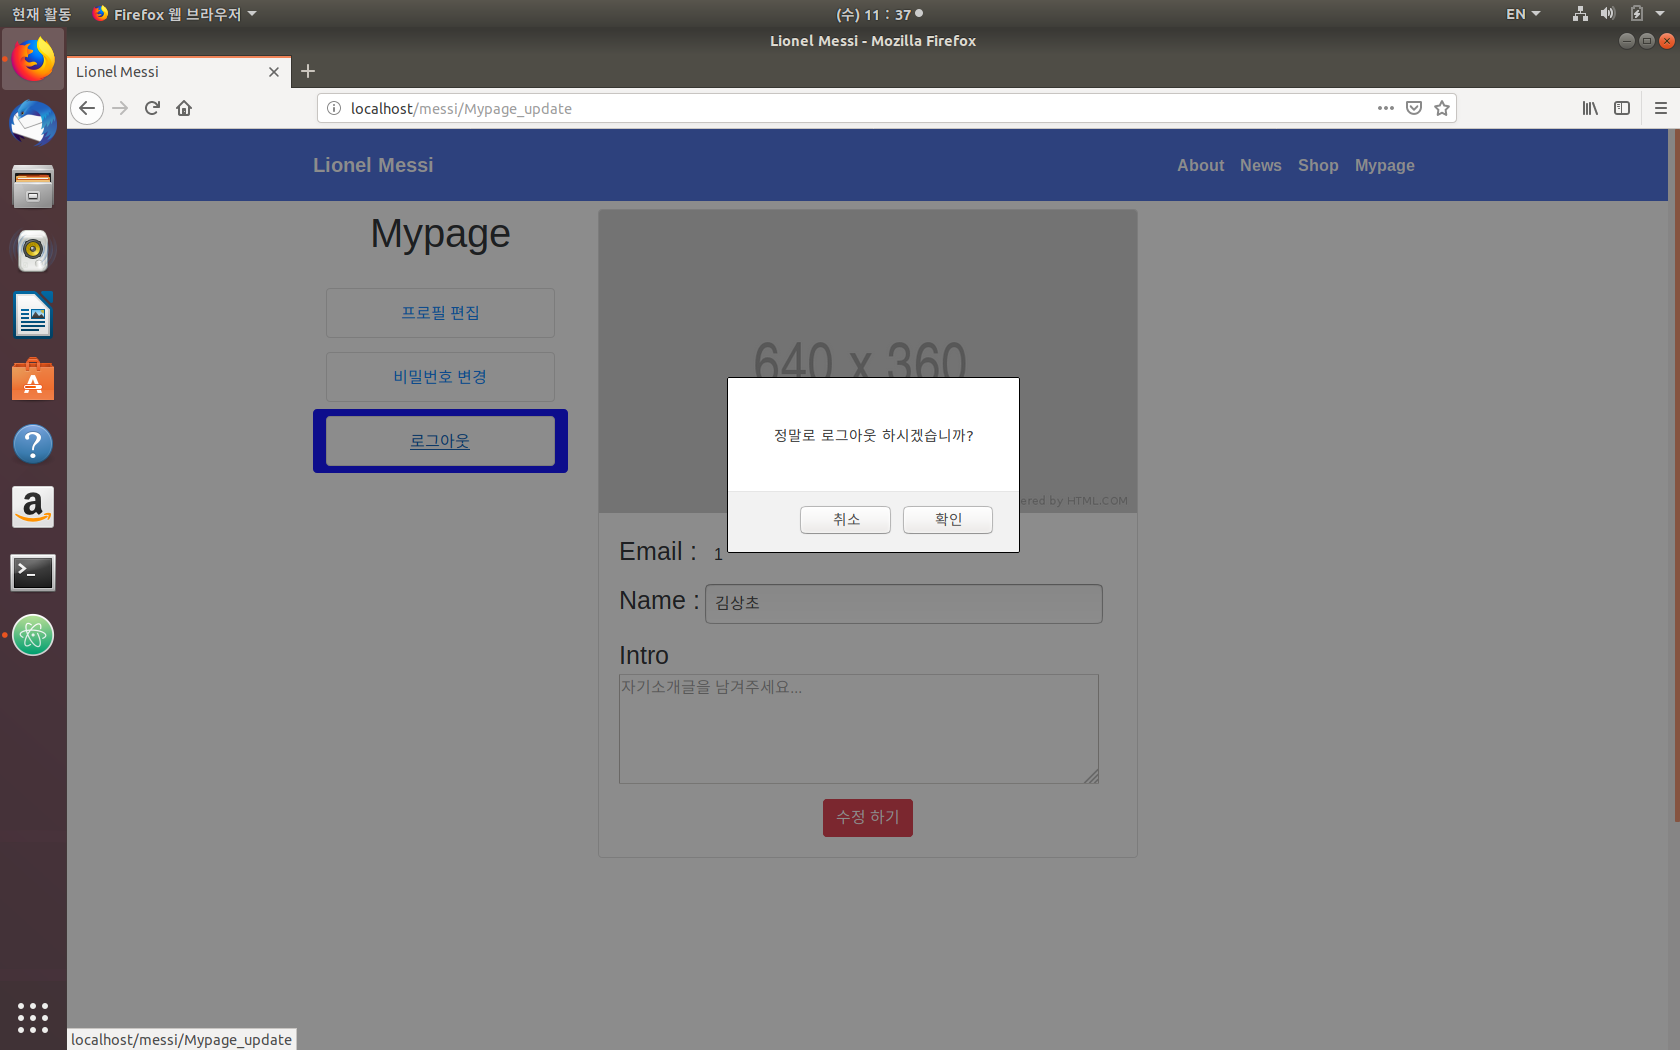 현재 활동
Firefox 웹 브라우저
(수) 11 : 37
EN
Lionel Messi - Mozilla Firefox
Lionel Messi
localhost/messi/Mypage_update
Lionel Messi
About
News
Shop
Mypage
Mypage
프로필 편집
비밀번호 변경
로그아웃
640 x 360
정말로 로그아웃 하시겠습니까?
ered by HTML.COM
취소
확인
Email :
1
Name :
김상초
Intro
자기소개글을 남겨주세요...
수정 하기
localhost/messi/Mypage_update